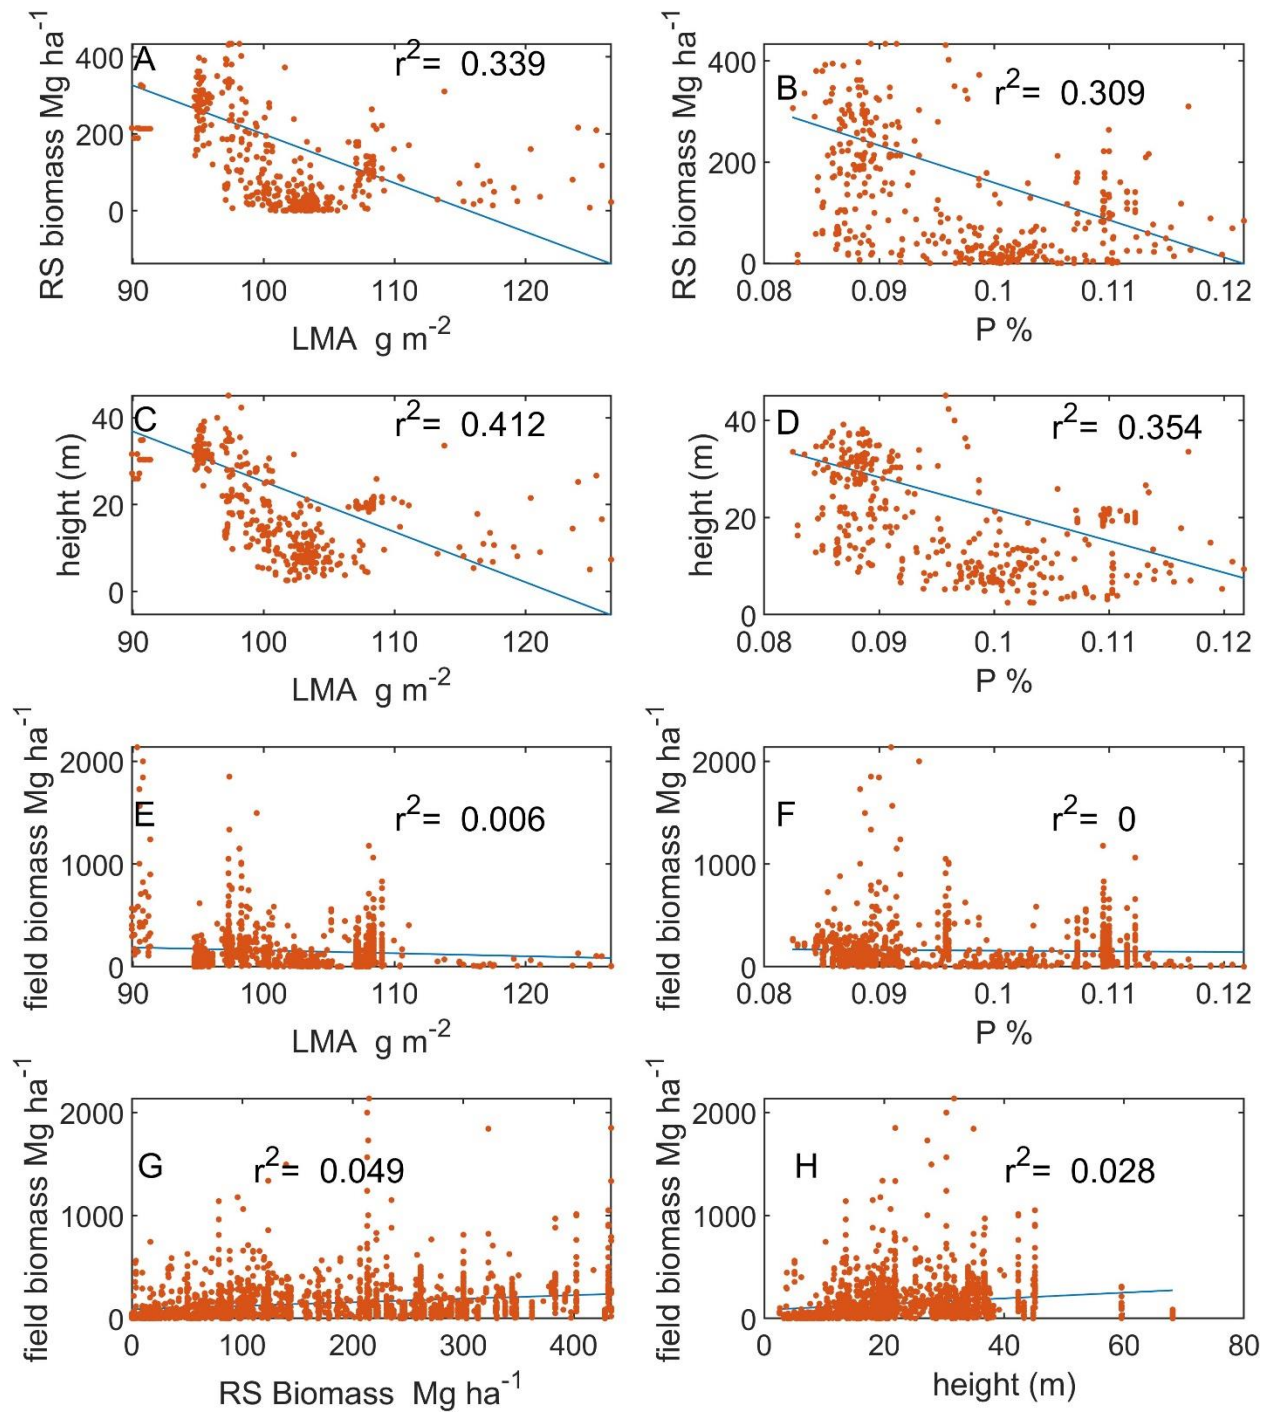 A
r²= 0.339
RS biomass Mg ha⁻¹
400
200
0
90 100 110 120
LMA g m⁻²
B
r²= 0.309
RS biomass Mg ha⁻¹
400
200
0
0.08 0.09 0.1 0.11 0.12
P %
C
r²= 0.412
height (m)
40
20
0
90 100 110 120
LMA g m⁻²
D
r²= 0.354
height (m)
40
20
0
0.08 0.09 0.1 0.11 0.12
P %
E
r²= 0.006
field biomass Mg ha⁻¹
2000
1000
0
90 100 110 120
LMA g m⁻²
F
r²= 0
field biomass Mg ha⁻¹
2000
1000
0
0.08 0.09 0.1 0.11 0.12
P %
G
r²= 0.049
field biomass Mg ha⁻¹
2000
1000
0
0 100 200 300 400
RS Biomass Mg ha⁻¹
H
r²= 0.028
field biomass Mg ha⁻¹
2000
1000
0
0 20 40 60 80
height (m)